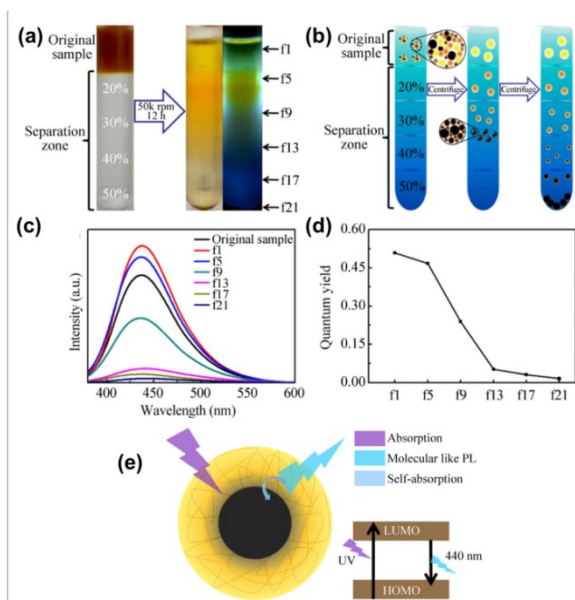 (a)
Original
sample
Separation
zone
20%
30%
40%
50%
50k rpm
12 h
f1
f5
f9
f13
f17
f21
(b)
Original
sample
Separation
zone
20%
30%
40%
50%
Centrifuge
Centrifuge
(c)
Intensity (a.u.)
Original sample
f1
f5
f9
f13
f17
f21
400 450 500 550 600
Wavelength (nm)
(d)
Quantum yield
0.60
0.45
0.30
0.15
0.00
f1 f5 f9 f13 f17 f21
(e)
Absorption
Molecular like PL
Self-absorption
LUMO
UV
440 nm
HOMO